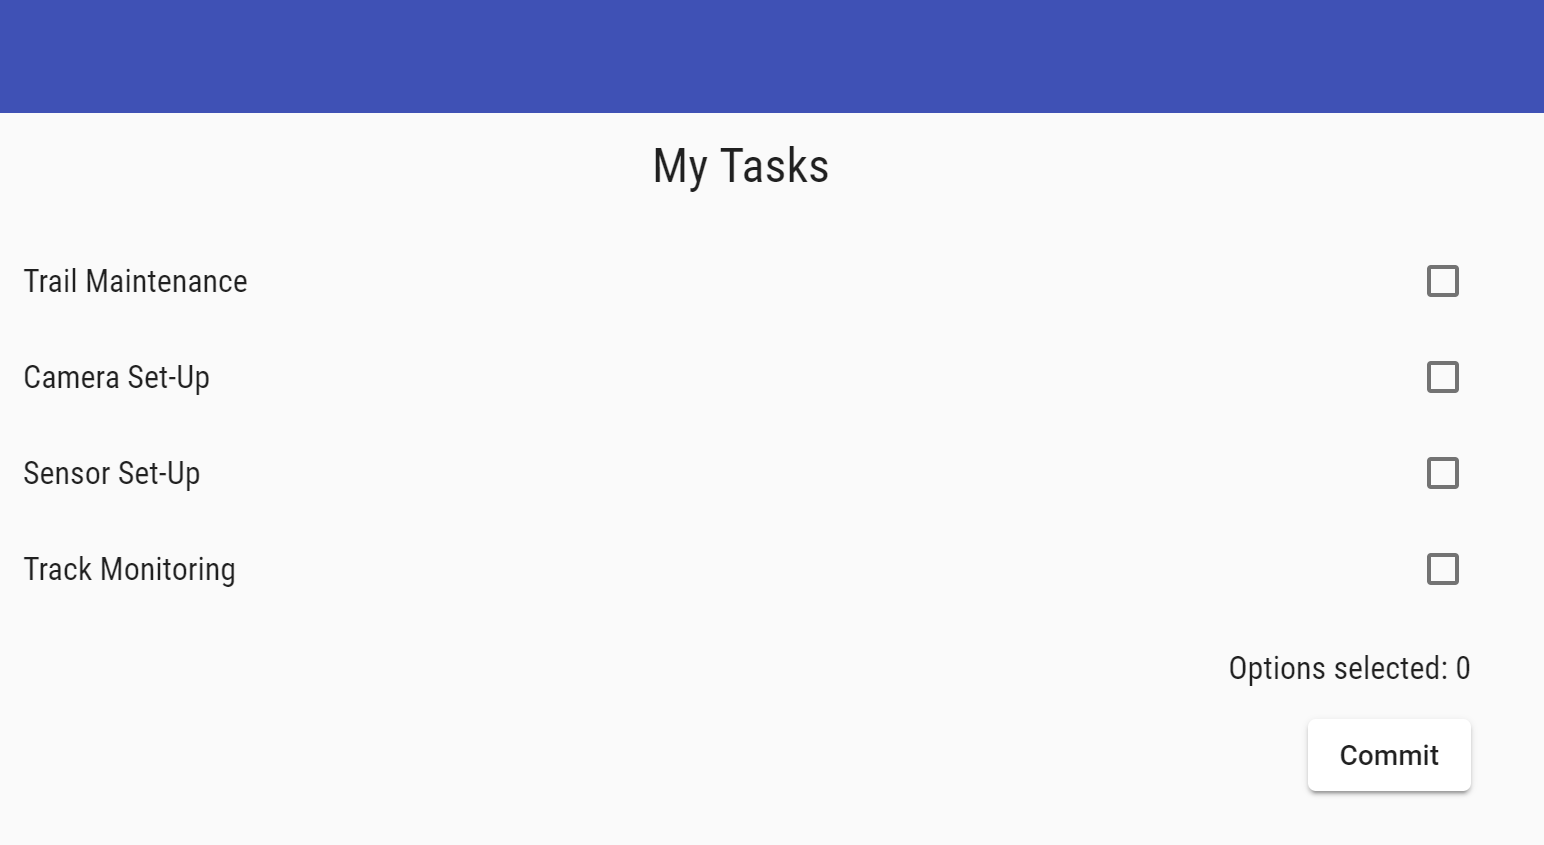 My Tasks
Trail Maintenance
Camera Set-Up
Sensor Set-Up
Track Monitoring
Options selected: 0
Commit